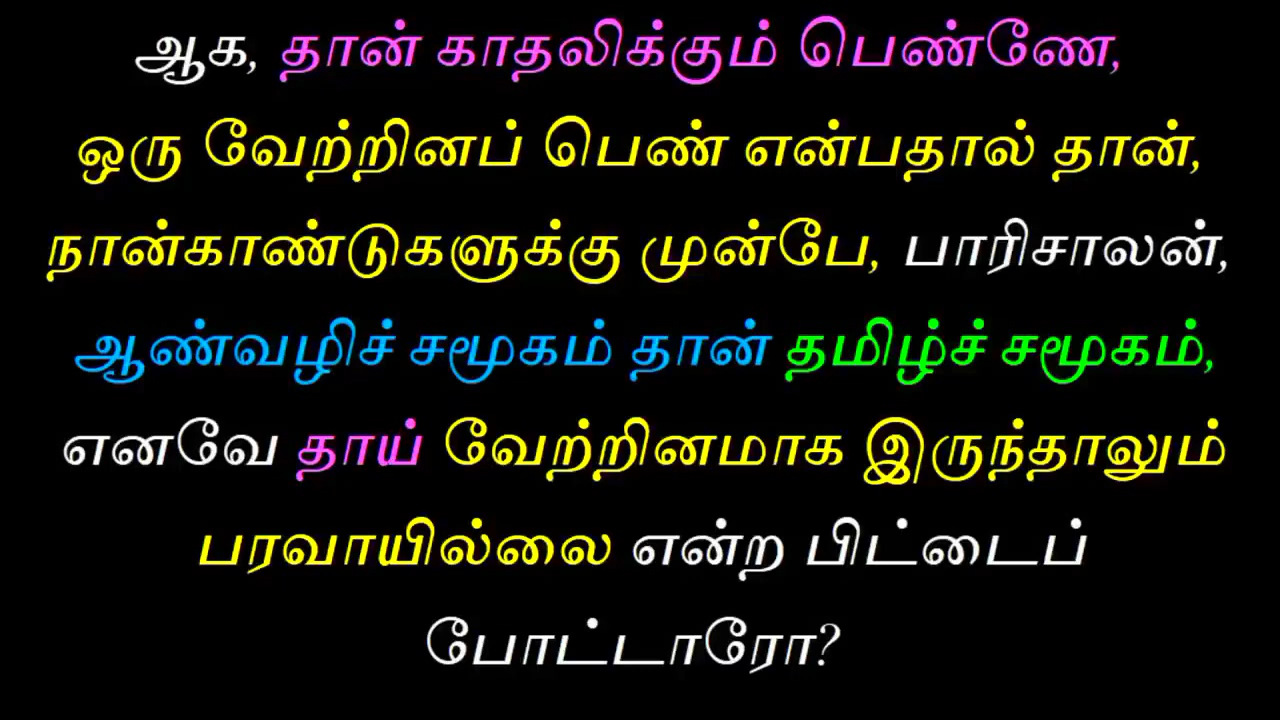 ஆக, தான் காதலிக்கும் பெண்ணே,
ஒரு வேற்றினப் பெண் என்பதால் தான்,
நான்காண்டுகளுக்கு முன்பே, பாரிசாலன்,
ஆண்வழிச் சமூகம் தான் தமிழ்ச் சமூகம்,
எனவே தாய் வேற்றினமாக இருந்தாலும்
பரவாயில்லை என்ற பிட்டைப்
போட்டாரோ?